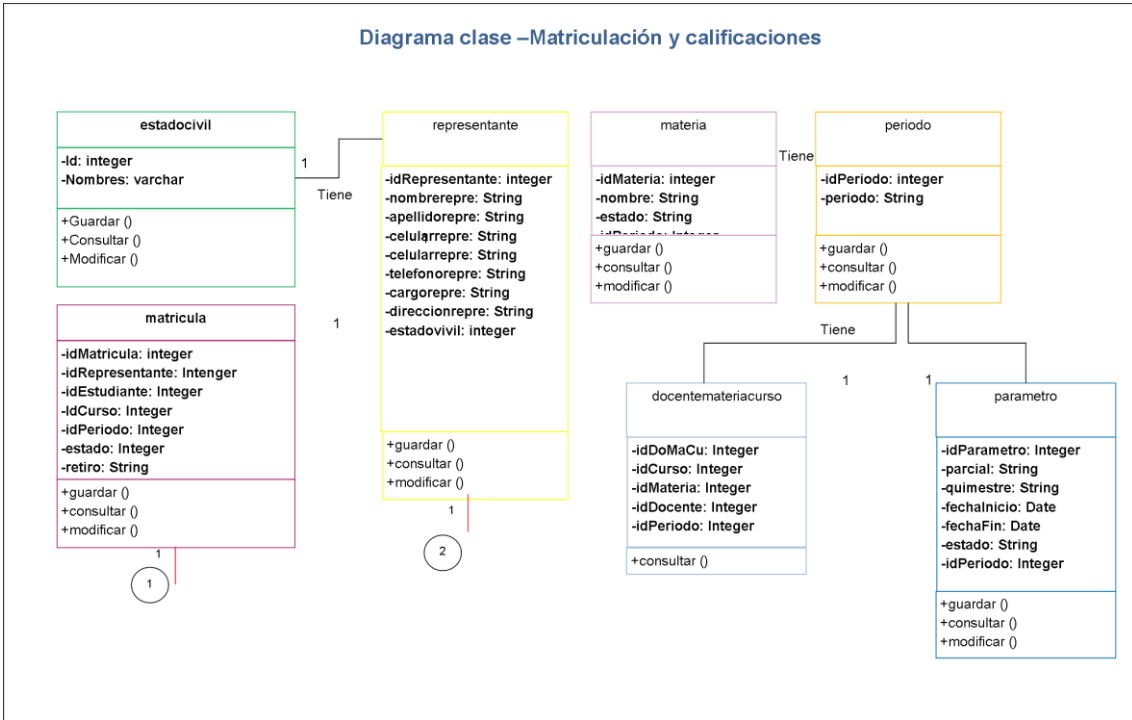 Diagrama clase –Matriculación y calificaciones
estadocivil
-Id: integer
-Nombres: varchar
+Guardar ()
+Consultar ()
+Modificar ()
1
Tiene
representante
-idRepresentante: integer
-nombrerepre: String
-apellidorepre: String
-celularrepre: String
-celularrepre: String
-telefonorepre: String
-cargorepre: String
-direccionrepre: String
-estadovivil: integer
+guardar ()
+consultar ()
+modificar ()
1
2
materia
-idMateria: integer
-nombre: String
-estado: String
-idPeriodo: Integer
+guardar ()
+consultar ()
+modificar ()
Tiene
periodo
-idPeriodo: integer
-periodo: String
+guardar ()
+consultar ()
+modificar ()
matricula
-idMatricula: integer
-idRepresentante: Intenger
-idEstudiante: Integer
-IdCurso: Integer
-idPeriodo: Integer
-estado: Integer
-retiro: String
+guardar ()
+consultar ()
+modificar ()
1
1
1
Tiene
1
1
docentemateriacurso
-idDoMaCu: Integer
-idCurso: Integer
-idMateria: Integer
-idDocente: Integer
-idPeriodo: Integer
+consultar ()
parametro
-idParametro: Integer
-parcial: String
-quimestre: String
-fechaInicio: Date
-fechaFin: Date
-estado: String
-idPeriodo: Integer
+guardar ()
+consultar ()
+modificar ()